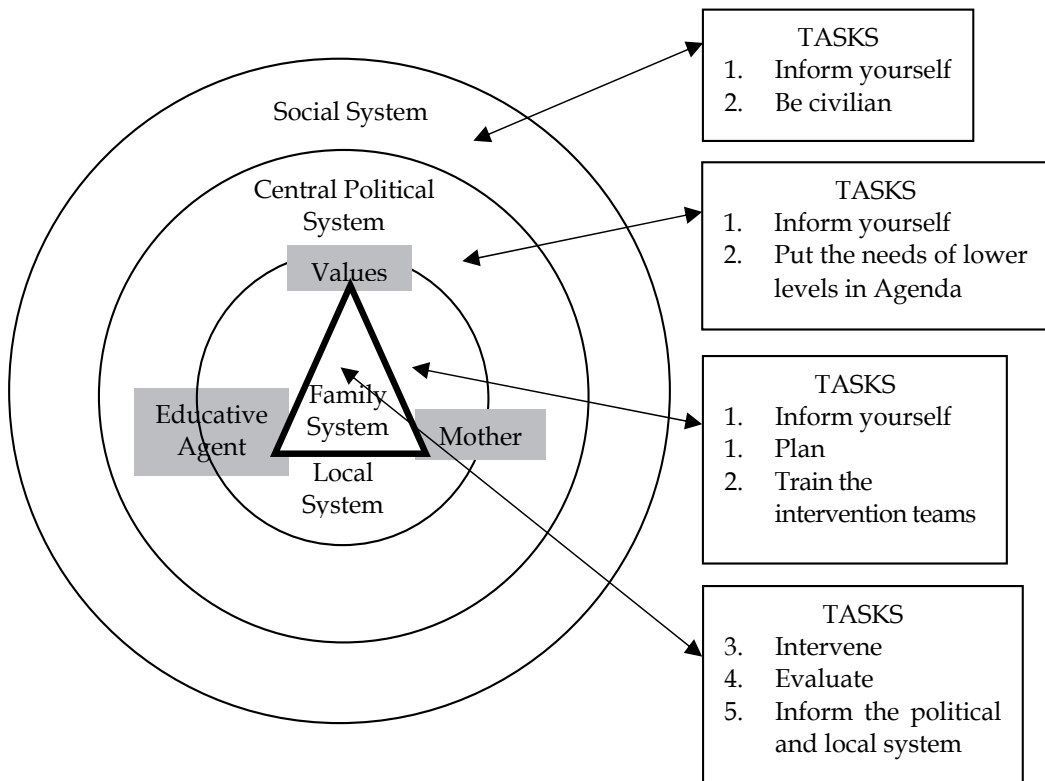 Social System
Central Political
System
Values
Educative
Agent
Family
System
Mother
Local
System
TASKS
1. Inform yourself
2. Be civilian
TASKS
1. Inform yourself
2. Put the needs of lower
levels in Agenda
TASKS
1. Inform yourself
1. Plan
2. Train the
intervention teams
TASKS
3. Intervene
4. Evaluate
5. Inform the political
and local system